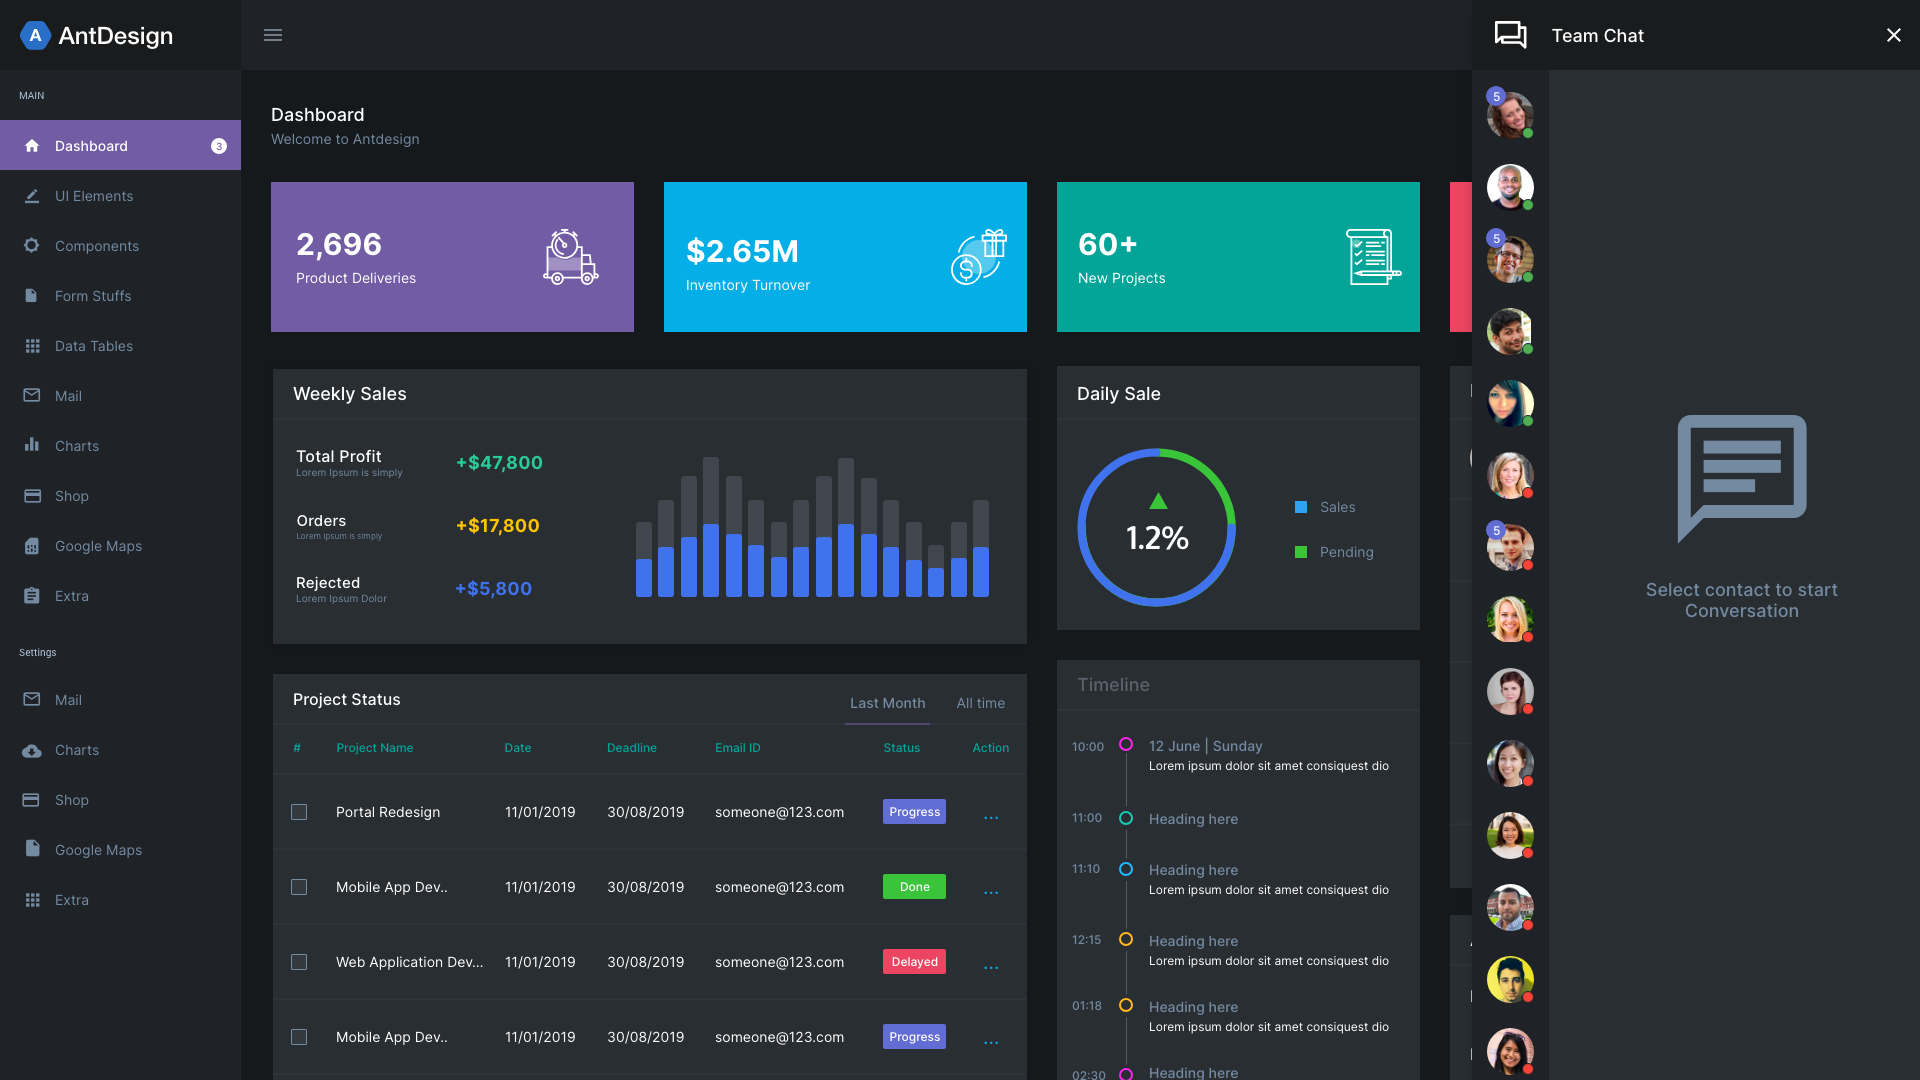 A AntDesign
Team Chat
MAIN
Dashboard 3
UI Elements
Components
Form Stuffs
Data Tables
Mail
Charts
Shop
Google Maps
Extra
Settings
Mail
Charts
Shop
Google Maps
Extra
Dashboard
Welcome to Antdesign
2,696
Product Deliveries
$2.65M
Inventory Turnover
60+
New Projects
Weekly Sales
Total Profit
Lorem Ipsum is simply
+$47,800
Orders
Lorem Ipsum is simply
+$17,800
Rejected
Lorem Ipsum Dolor
+$5,800
Daily Sale
1.2%
Sales
Pending
Project Status
Last Month All time
# Project Name Date Deadline Email ID Status Action
Portal Redesign 11/01/2019 30/08/2019 someone@123.com Progress ...
Mobile App Dev.. 11/01/2019 30/08/2019 someone@123.com Done ...
Web Application Dev... 11/01/2019 30/08/2019 someone@123.com Delayed ...
Mobile App Dev.. 11/01/2019 30/08/2019 someone@123.com Progress ...
Timeline
10:00 12 June | Sunday
Lorem ipsum dolor sit amet consiquest dio
11:00 Heading here
11:10 Heading here
Lorem ipsum dolor sit amet consiquest dio
12:15 Heading here
Lorem ipsum dolor sit amet consiquest dio
01:18 Heading here
Lorem ipsum dolor sit amet consiquest dio
02:30 Heading here
5
5
5
Select contact to start
Conversation